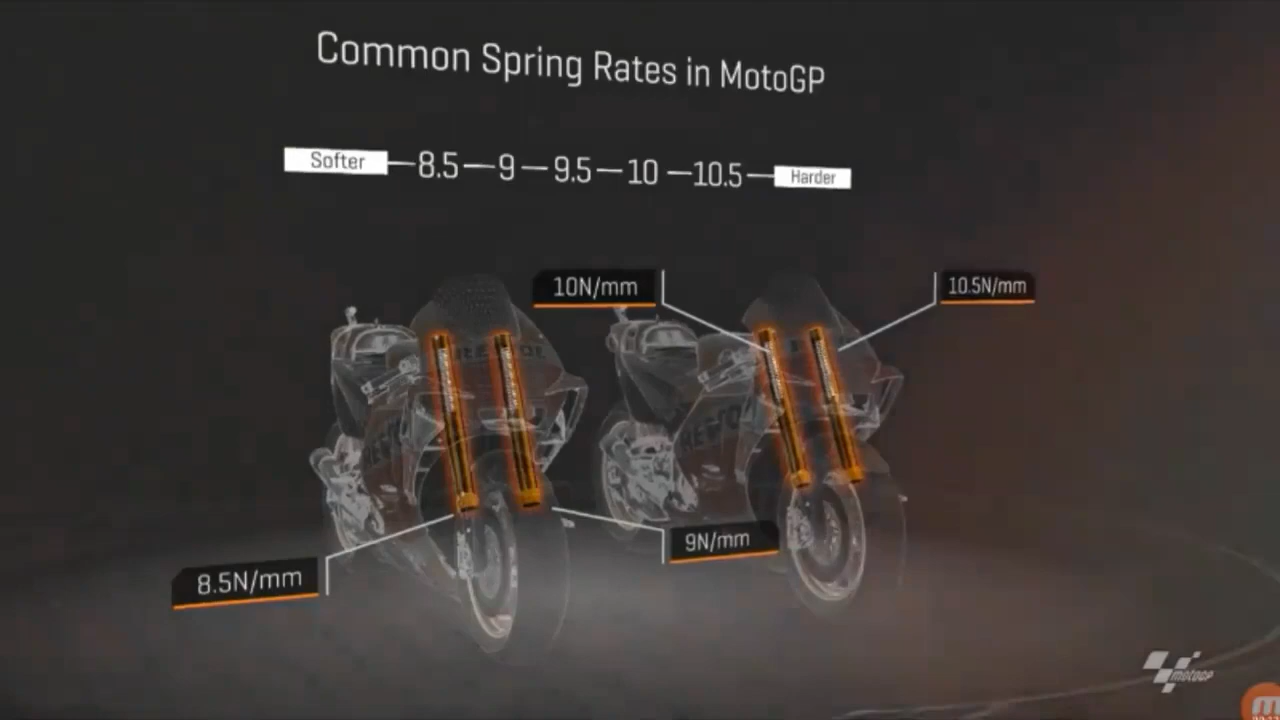 Common Spring Rates in MotoGP
Softer — 8.5 — 9 — 9.5 — 10 — 10.5 — Harder
10N/mm
10.5N/mm
9N/mm
8.5N/mm
motoGP